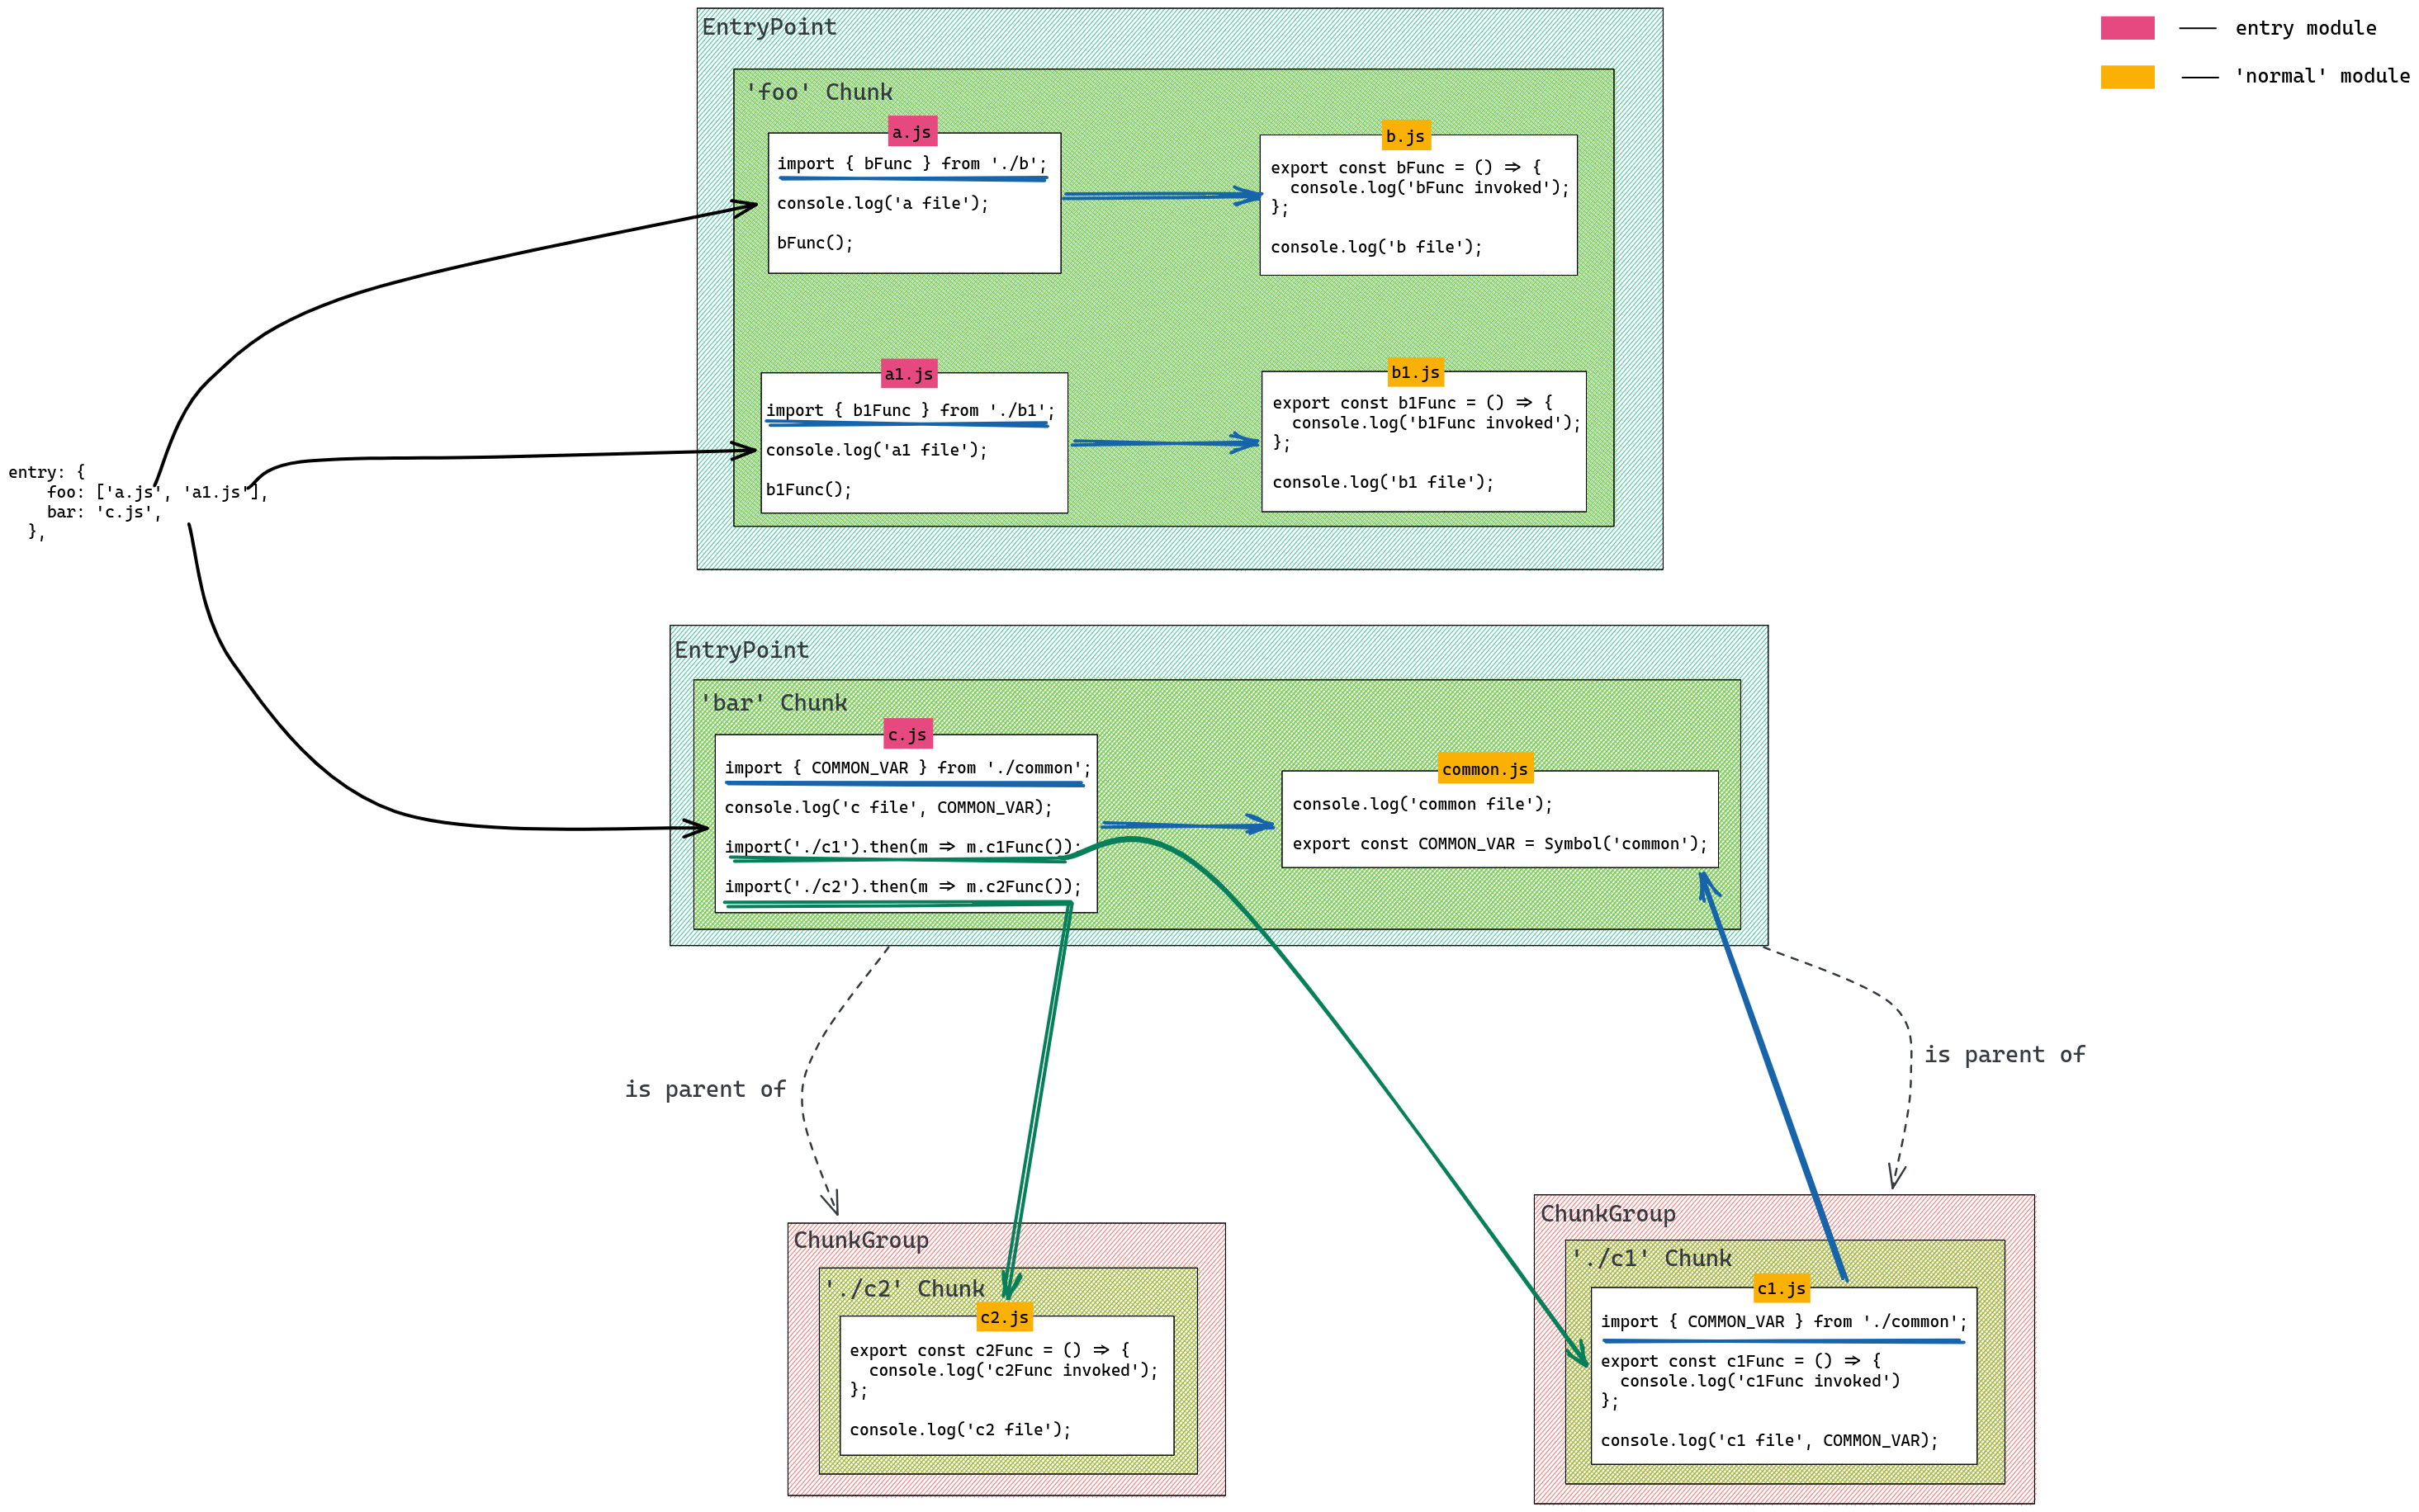 entry module
'normal' module
EntryPoint
'foo' Chunk
a.js
import { bFunc } from './b';
console.log('a file');
bFunc();
b.js
export const bFunc = () => {
console.log('bFunc invoked');
};
console.log('b file');
a1.js
import { b1Func } from './b1';
console.log('a1 file');
b1Func();
b1.js
export const b1Func = () => {
console.log('b1Func invoked');
};
console.log('b1 file');
entry: {
foo: ['a.js', 'a1.js'],
bar: 'c.js',
},
EntryPoint
'bar' Chunk
c.js
import { COMMON_VAR } from './common';
console.log('c file', COMMON_VAR);
import('./c1').then(m => m.c1Func());
import('./c2').then(m => m.c2Func());
common.js
console.log('common file');
export const COMMON_VAR = Symbol('common');
is parent of
is parent of
ChunkGroup
'./c2' Chunk
c2.js
export const c2Func = () => {
console.log('c2Func invoked');
};
console.log('c2 file');
ChunkGroup
'./c1' Chunk
c1.js
import { COMMON_VAR } from './common';
export const c1Func = () => {
console.log('c1Func invoked')
};
console.log('c1 file', COMMON_VAR);